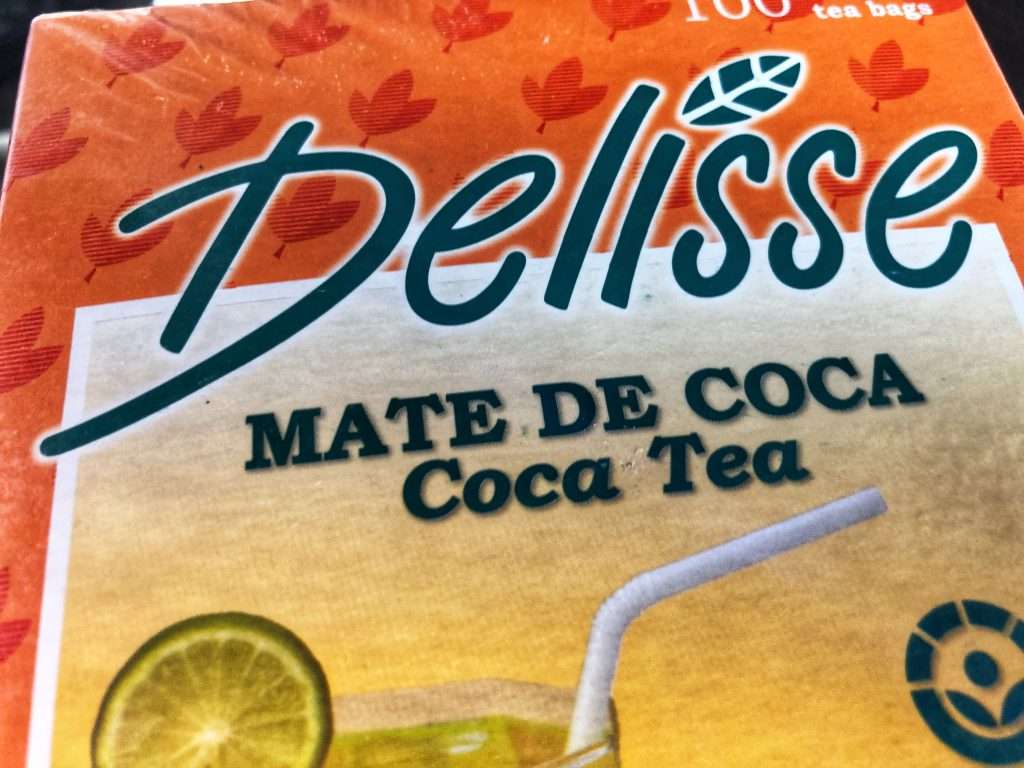 100
tea bags
Delisse
MATE DE COCA
Coca Tea